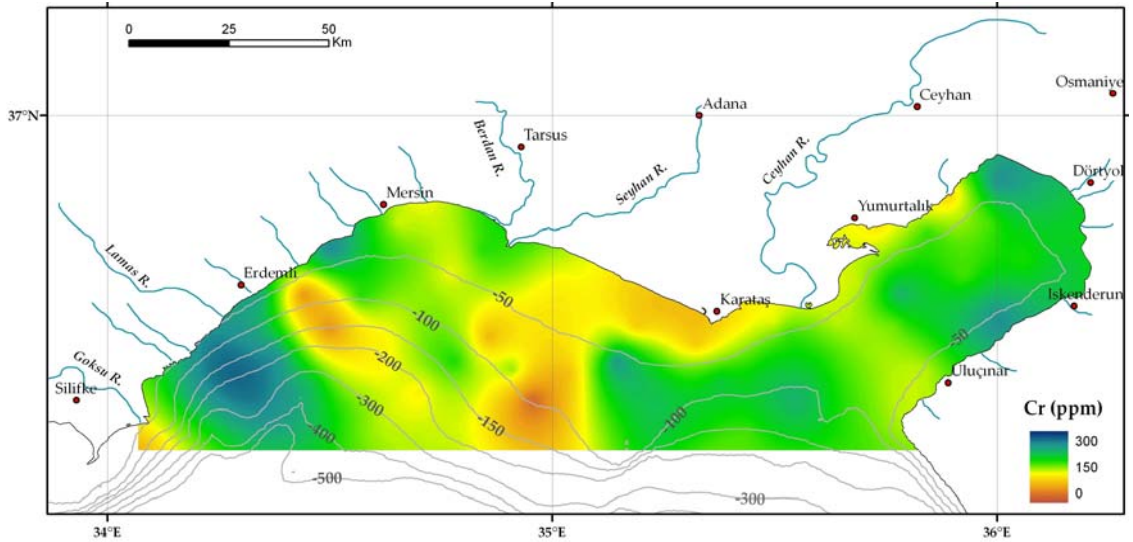 0 25 50
Km
Osmaniye
Adana
Ceyhan
37°N
Berdan R.
Tarsus
Ceyhan R.
Seyhan R.
Dörtyol
Mersin
Yumurtalık
Lamas R.
Erdemli
-50
Karataş
İskenderun
-100
-50
-200
Goksu R.
Uluçınar
Silifke
-300
-150
-100
-400
Cr (ppm)
300
150
0
-500
-300
34°E 35°E 36°E